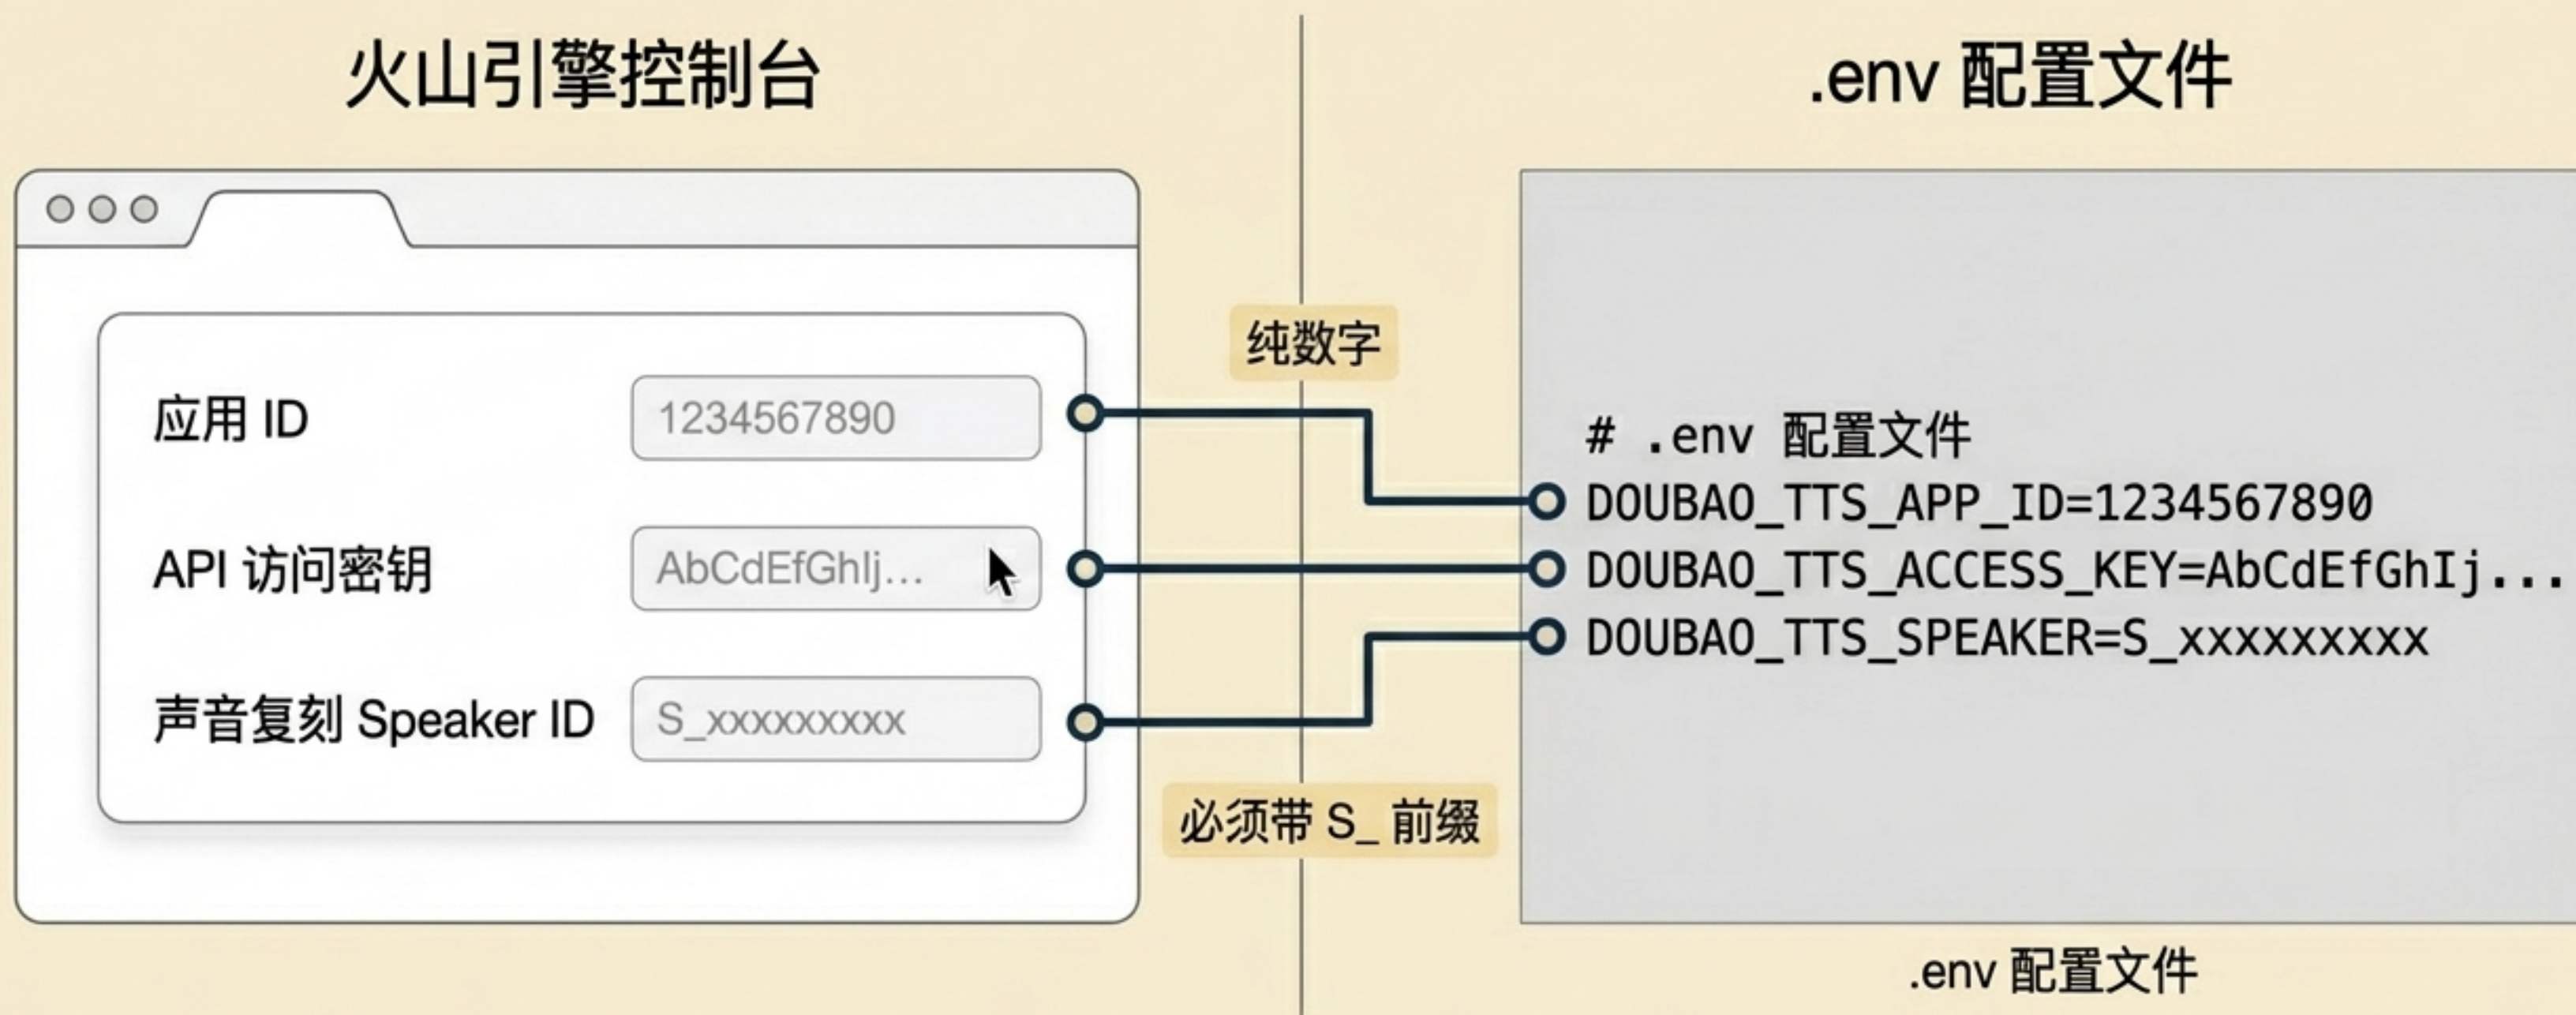 火山引擎控制台
应用 ID
1234567890
API 访问密钥
AbCdEfGhIj...
声音复刻 Speaker ID
S_xxxxxxxxx
纯数字
必须带 S_ 前缀
.env 配置文件
# .env 配置文件
DOUBAO_TTS_APP_ID=1234567890
DOUBAO_TTS_ACCESS_KEY=AbCdEfGhIj...
DOUBAO_TTS_SPEAKER=S_xxxxxxxxx
.env 配置文件